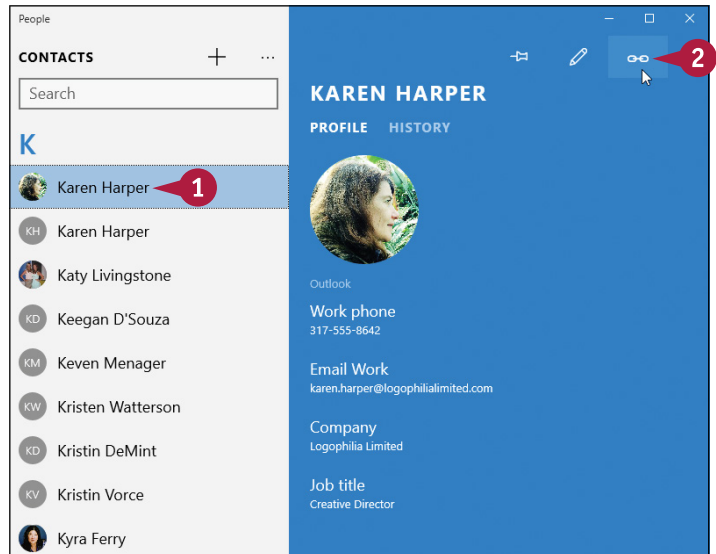 People
CONTACTS
Search
K
Karen Harper
1
KH
Karen Harper
Katy Livingstone
KD
Keegan D'Souza
KM
Keven Menager
KW
Kristen Watterson
KD
Kristin DeMint
KV
Kristin Vorce
Kyra Ferry
2
KAREN HARPER
PROFILE HISTORY
Outlook
Work phone
317-555-8642
Email Work
karen.harper@logophilialimited.com
Company
Logophilia Limited
Job title
Creative Director